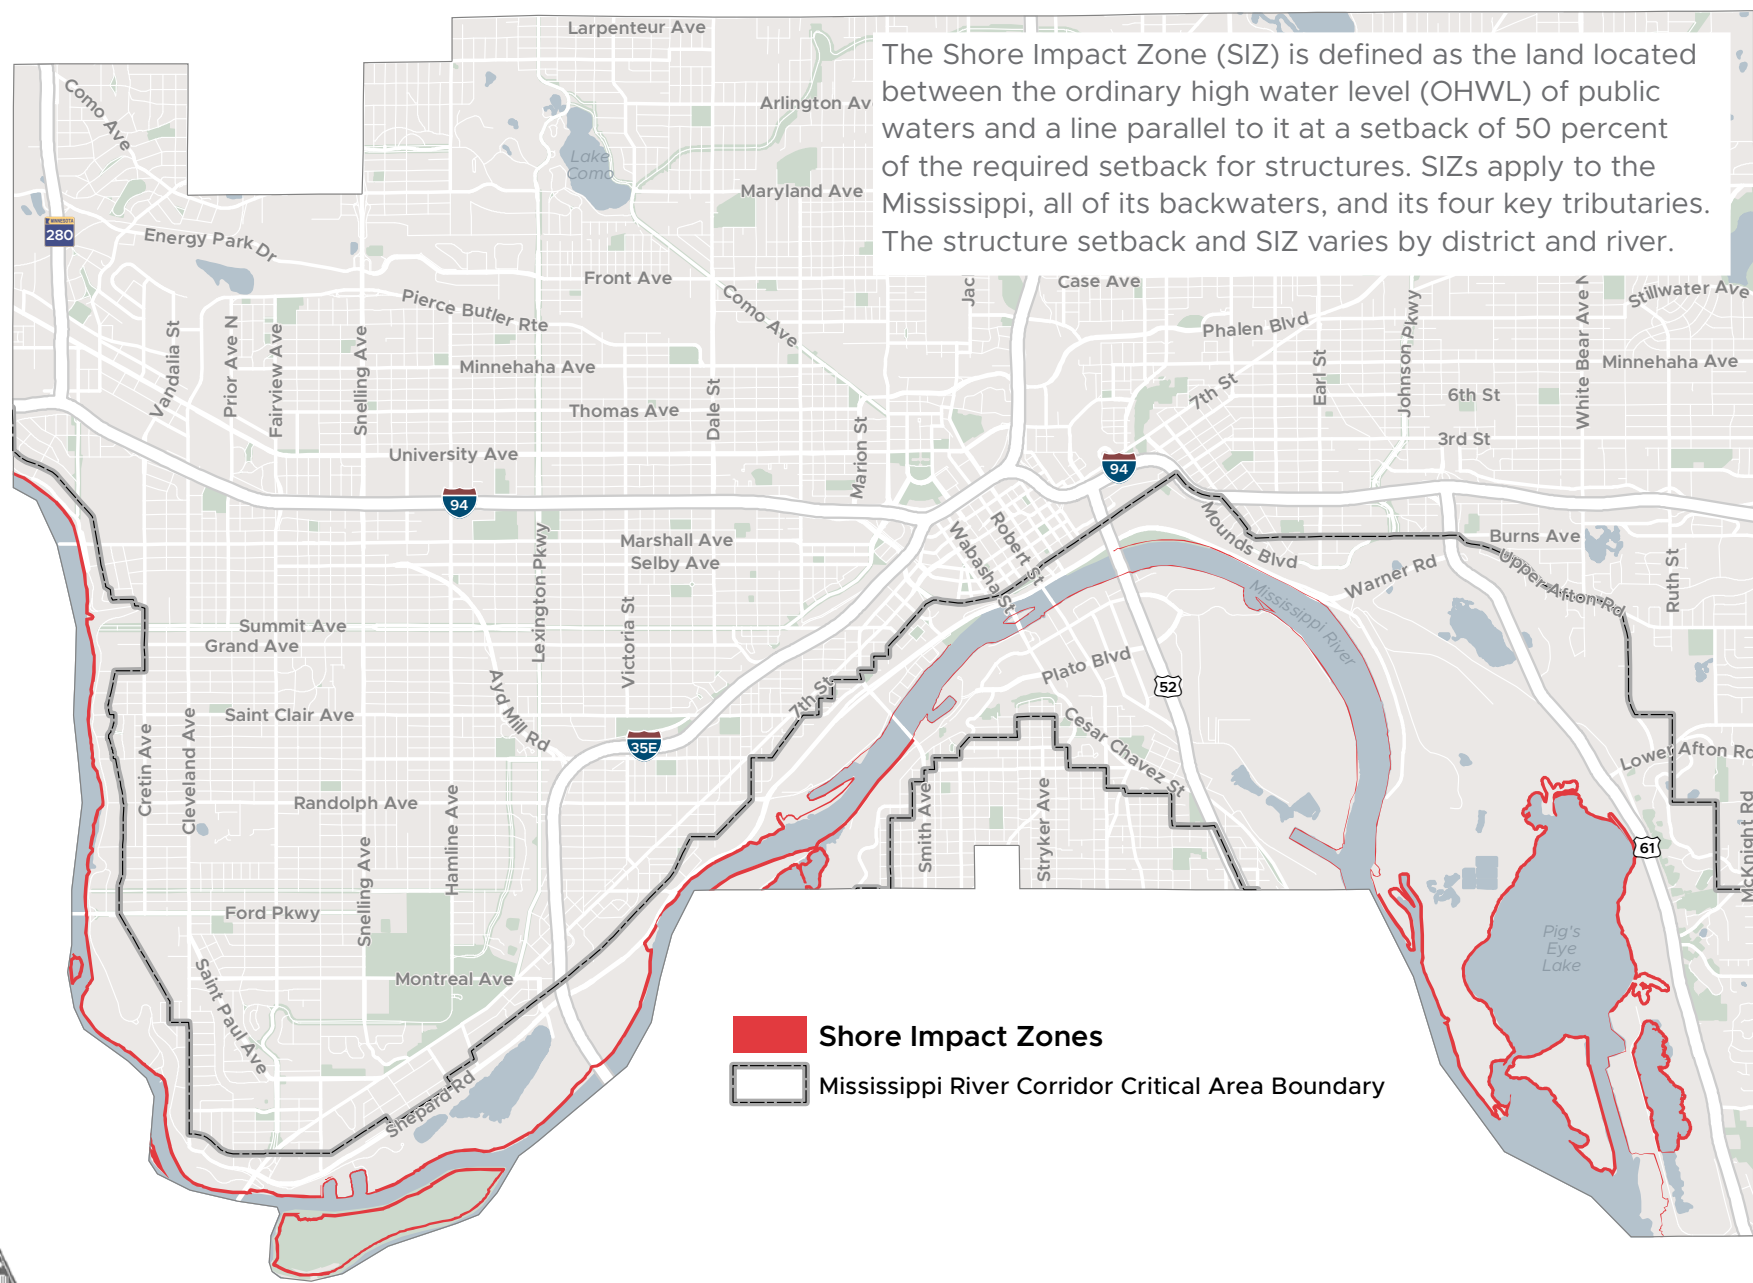 Larpenteur Ave
The Shore Impact Zone (SIZ) is defined as the land located
between the ordinary high water level (OHWL) of public
waters and a line parallel to it at a setback of 50 percent
of the required setback for structures. SIZs apply to the
Mississippi, all of its backwaters, and its four key tributaries.
The structure setback and SIZ varies by district and river.
Como Ave
Arlington Av
Lake
Como
Maryland Ave
MINNESOTA
280
Energy Park Dr
Front Ave
Jac
Case Ave
Stillwater Ave
Pierce Butler Rte
Como Ave
Phalen Blvd
Vandalia St
Prior Ave N
Fairview Ave
Snelling Ave
Minnehaha Ave
Dale St
Earl St
Johnson Pkwy
White Bear Ave N
Minnehaha Ave
7th St
6th St
Thomas Ave
Marion St
3rd St
University Ave
94
94
Lexington Pkwy
Marshall Ave
Selby Ave
Wabasha St
Robert St
Mounds Blvd
Burns Ave
Upper Afton Rd
Ruth St
Warner Rd
Mississippi River
Victoria St
Summit Ave
Grand Ave
Plato Blvd
52
Ayd Mill Rd
7th St
Saint Clair Ave
Cesar Chavez St
35E
Lower Afton Rd
Cretin Ave
Cleveland Ave
Randolph Ave
Hamline Ave
Smith Ave
Stryker Ave
McKnight Rd
61
Snelling Ave
Ford Pkwy
Pig's
Eye
Lake
Saint Paul Ave
Montreal Ave
Shepard Rd
Shore Impact Zones
Mississippi River Corridor Critical Area Boundary